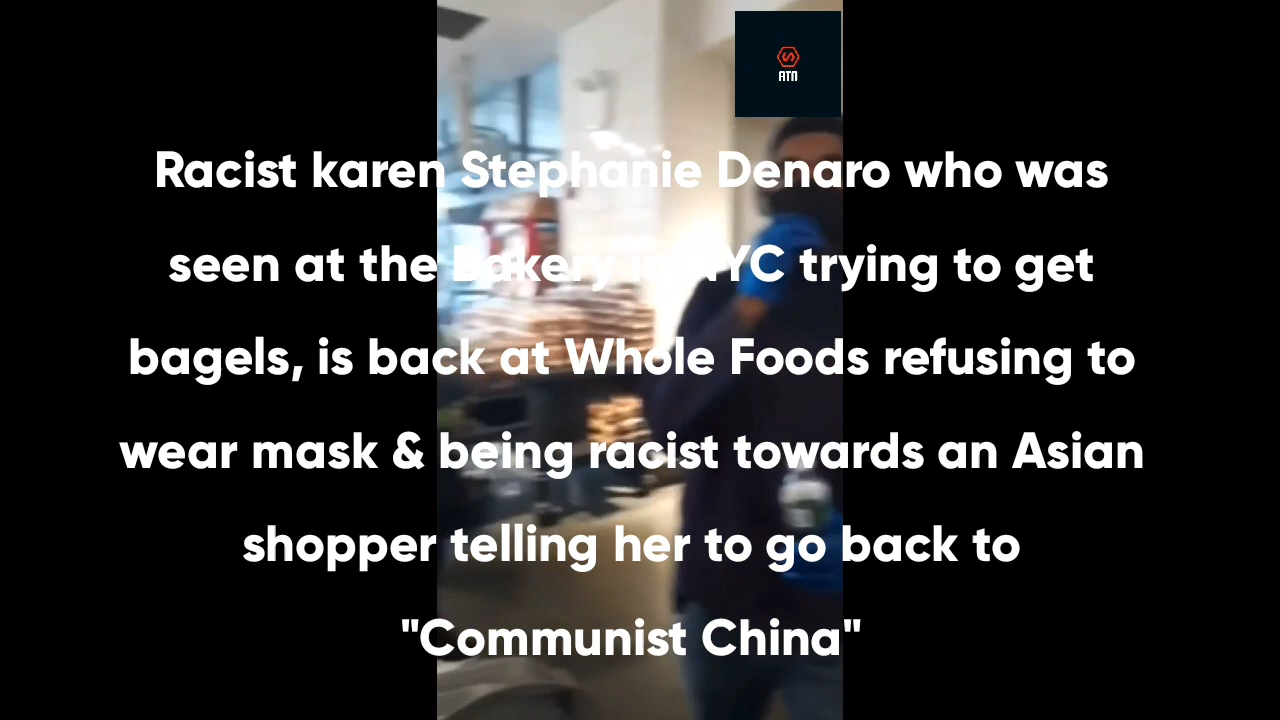 ATN
Racist karen Stephanie Denaro who was
seen at the Bakery in NYC trying to get
bagels, is back at Whole Foods refusing to
wear mask & being racist towards an Asian
shopper telling her to go back to
"Communist China"